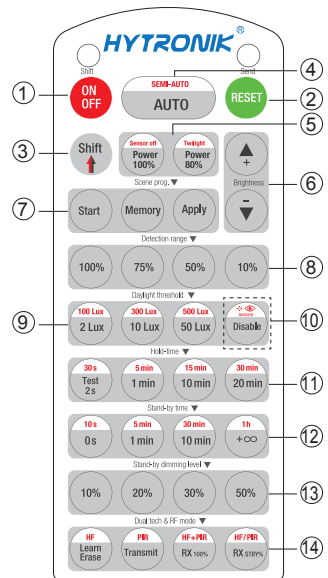 HYTRONIK®
Shift
Send
④
SEMI-AUTO
① ON OFF AUTO RESET ②
⑤
③ Shift
Sensor off
Power
100%
Twilight
Power
80%
+
Brightness
−
⑥
Scene prog. ▼
⑦ Start Memory Apply
Detection range ▼
100% 75% 50% 10% ⑧
Daylight threshold ▼
100 Lux 300 Lux 500 Lux
⑨ 2 Lux 10 Lux 50 Lux Disable ⑩
Hold-time ▼
30 s 5 min 15 min 30 min
Test 2s 1 min 10 min 20 min ⑪
Stand-by time ▼
10 s 5 min 30 min 1 h
0 s 1 min 10 min +∞ ⑫
Stand-by dimming level ▼
10% 20% 30% 50% ⑬
Dual tech & RF mode ▼
HF PIR HF+PIR HF/PIR
Learn Erase Transmit RX 100% RX STBY% ⑭